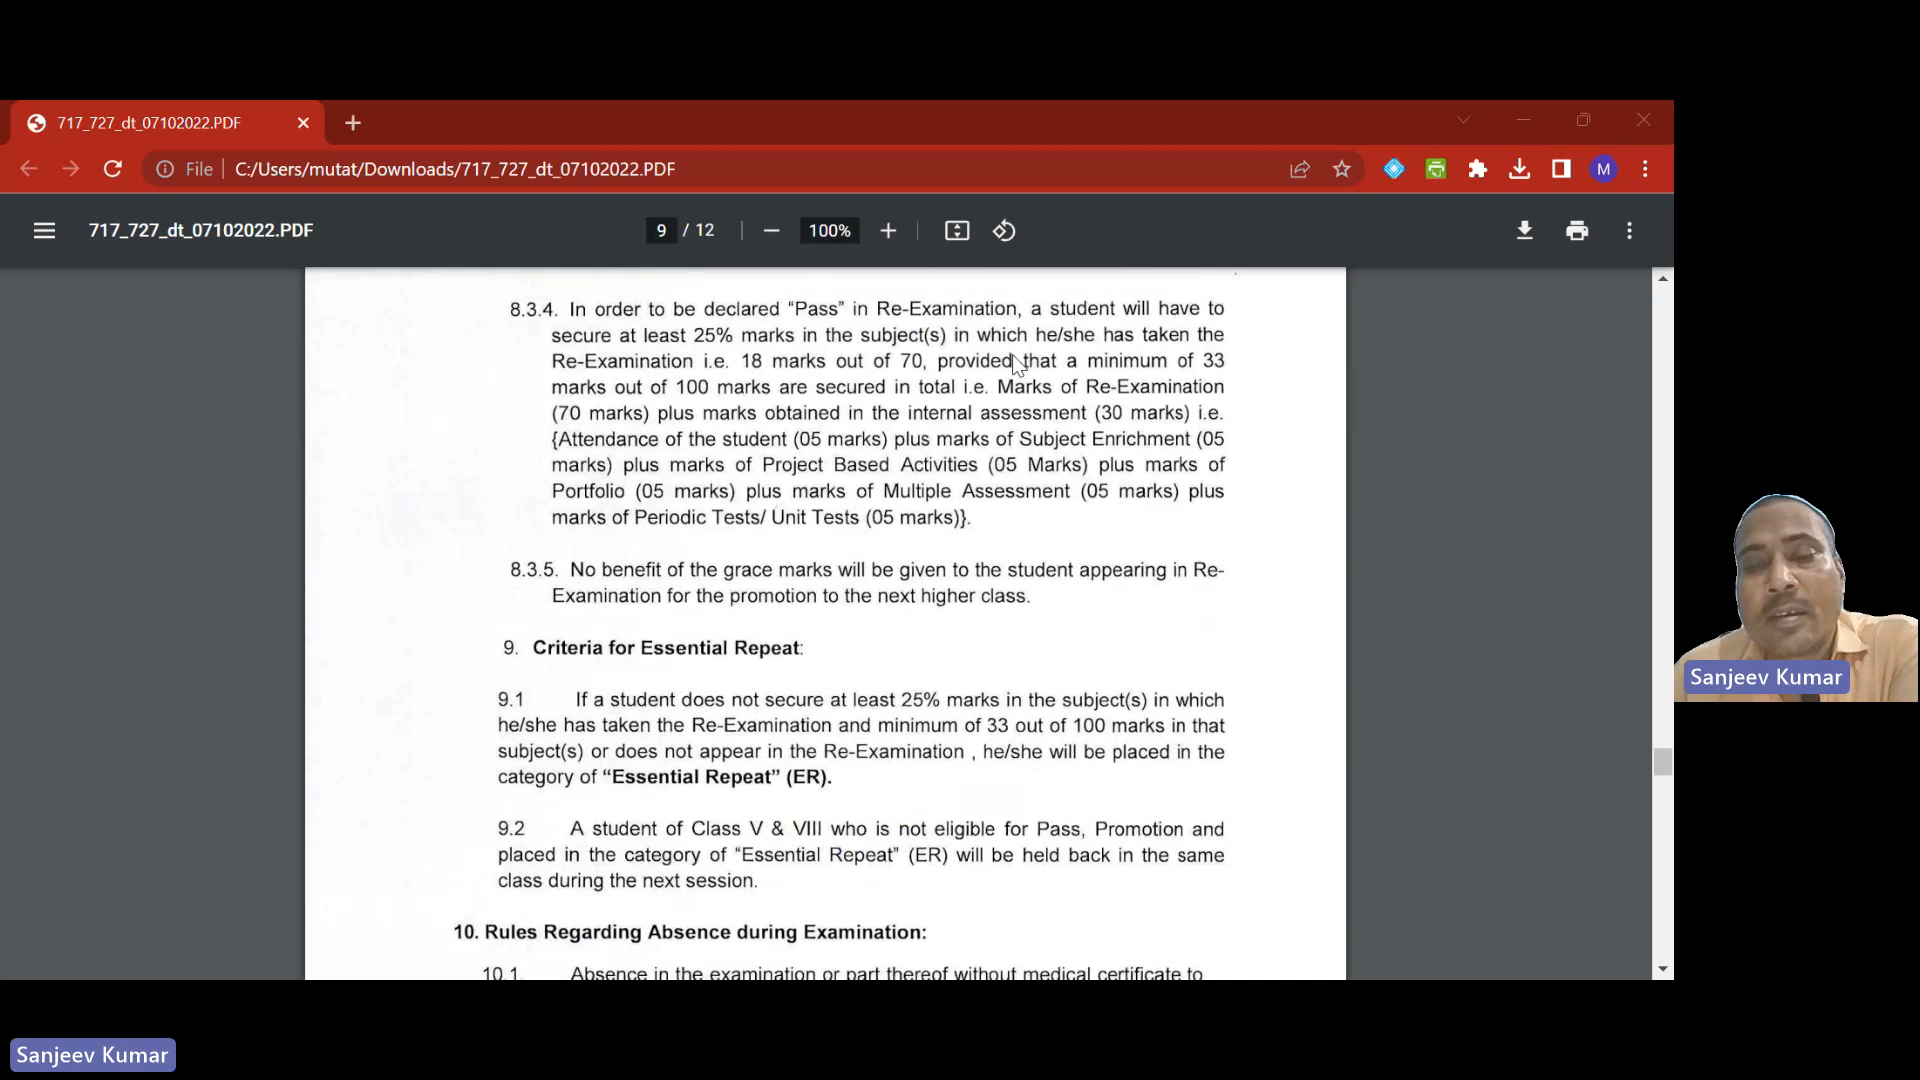 717_727_dt_07102022.PDF
File
C:/Users/mutat/Downloads/717_727_dt_07102022.PDF
M
717_727_dt_07102022.PDF
9 / 12
100%
8.3.4. In order to be declared “Pass” in Re-Examination, a student will have to
secure at least 25% marks in the subject(s) in which he/she has taken the
Re-Examination i.e. 18 marks out of 70, provided that a minimum of 33
marks out of 100 marks are secured in total i.e. Marks of Re-Examination
(70 marks) plus marks obtained in the internal assessment (30 marks) i.e.
{Attendance of the student (05 marks) plus marks of Subject Enrichment (05
marks) plus marks of Project Based Activities (05 Marks) plus marks of
Portfolio (05 marks) plus marks of Multiple Assessment (05 marks) plus
marks of Periodic Tests/ Unit Tests (05 marks)}.
8.3.5. No benefit of the grace marks will be given to the student appearing in Re-
Examination for the promotion to the next higher class.
9. Criteria for Essential Repeat:
9.1 If a student does not secure at least 25% marks in the subject(s) in which
he/she has taken the Re-Examination and minimum of 33 out of 100 marks in that
subject(s) or does not appear in the Re-Examination , he/she will be placed in the
category of “Essential Repeat” (ER).
9.2 A student of Class V & VIII who is not eligible for Pass, Promotion and
placed in the category of “Essential Repeat” (ER) will be held back in the same
class during the next session.
10. Rules Regarding Absence during Examination:
10.1 Absence in the examination or part thereof without medical certificate to
Sanjeev Kumar
Sanjeev Kumar